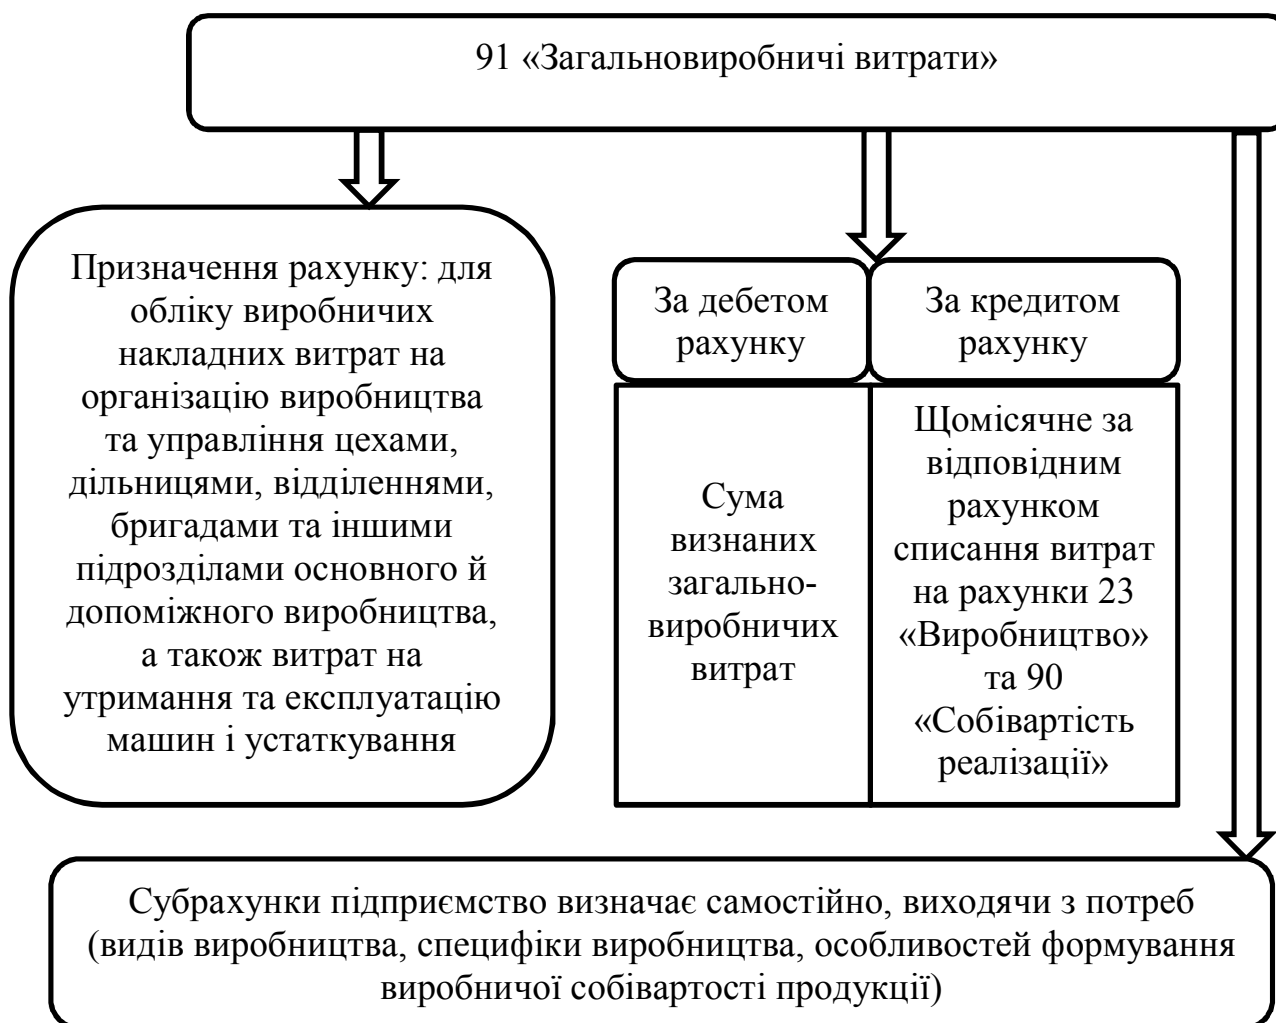 91 «Загальновиробничі витрати»
Призначення рахунку: для
обліку виробничих
накладних витрат на
організацію виробництва
та управління цехами,
дільницями, відділеннями,
бригадами та іншими
підрозділами основного й
допоміжного виробництва,
а також витрат на
утримання та експлуатацію
машин і устаткування
За дебетом
рахунку
За кредитом
рахунку
Сума
визнаних
загально-
виробничих
витрат
Щомісячне за
відповідним
рахунком
списання витрат
на рахунки 23
«Виробництво»
та 90
«Собівартість
реалізації»
Субрахунки підприємство визначає самостійно, виходячи з потреб
(видів виробництва, специфіки виробництва, особливостей формування
виробничої собівартості продукції)